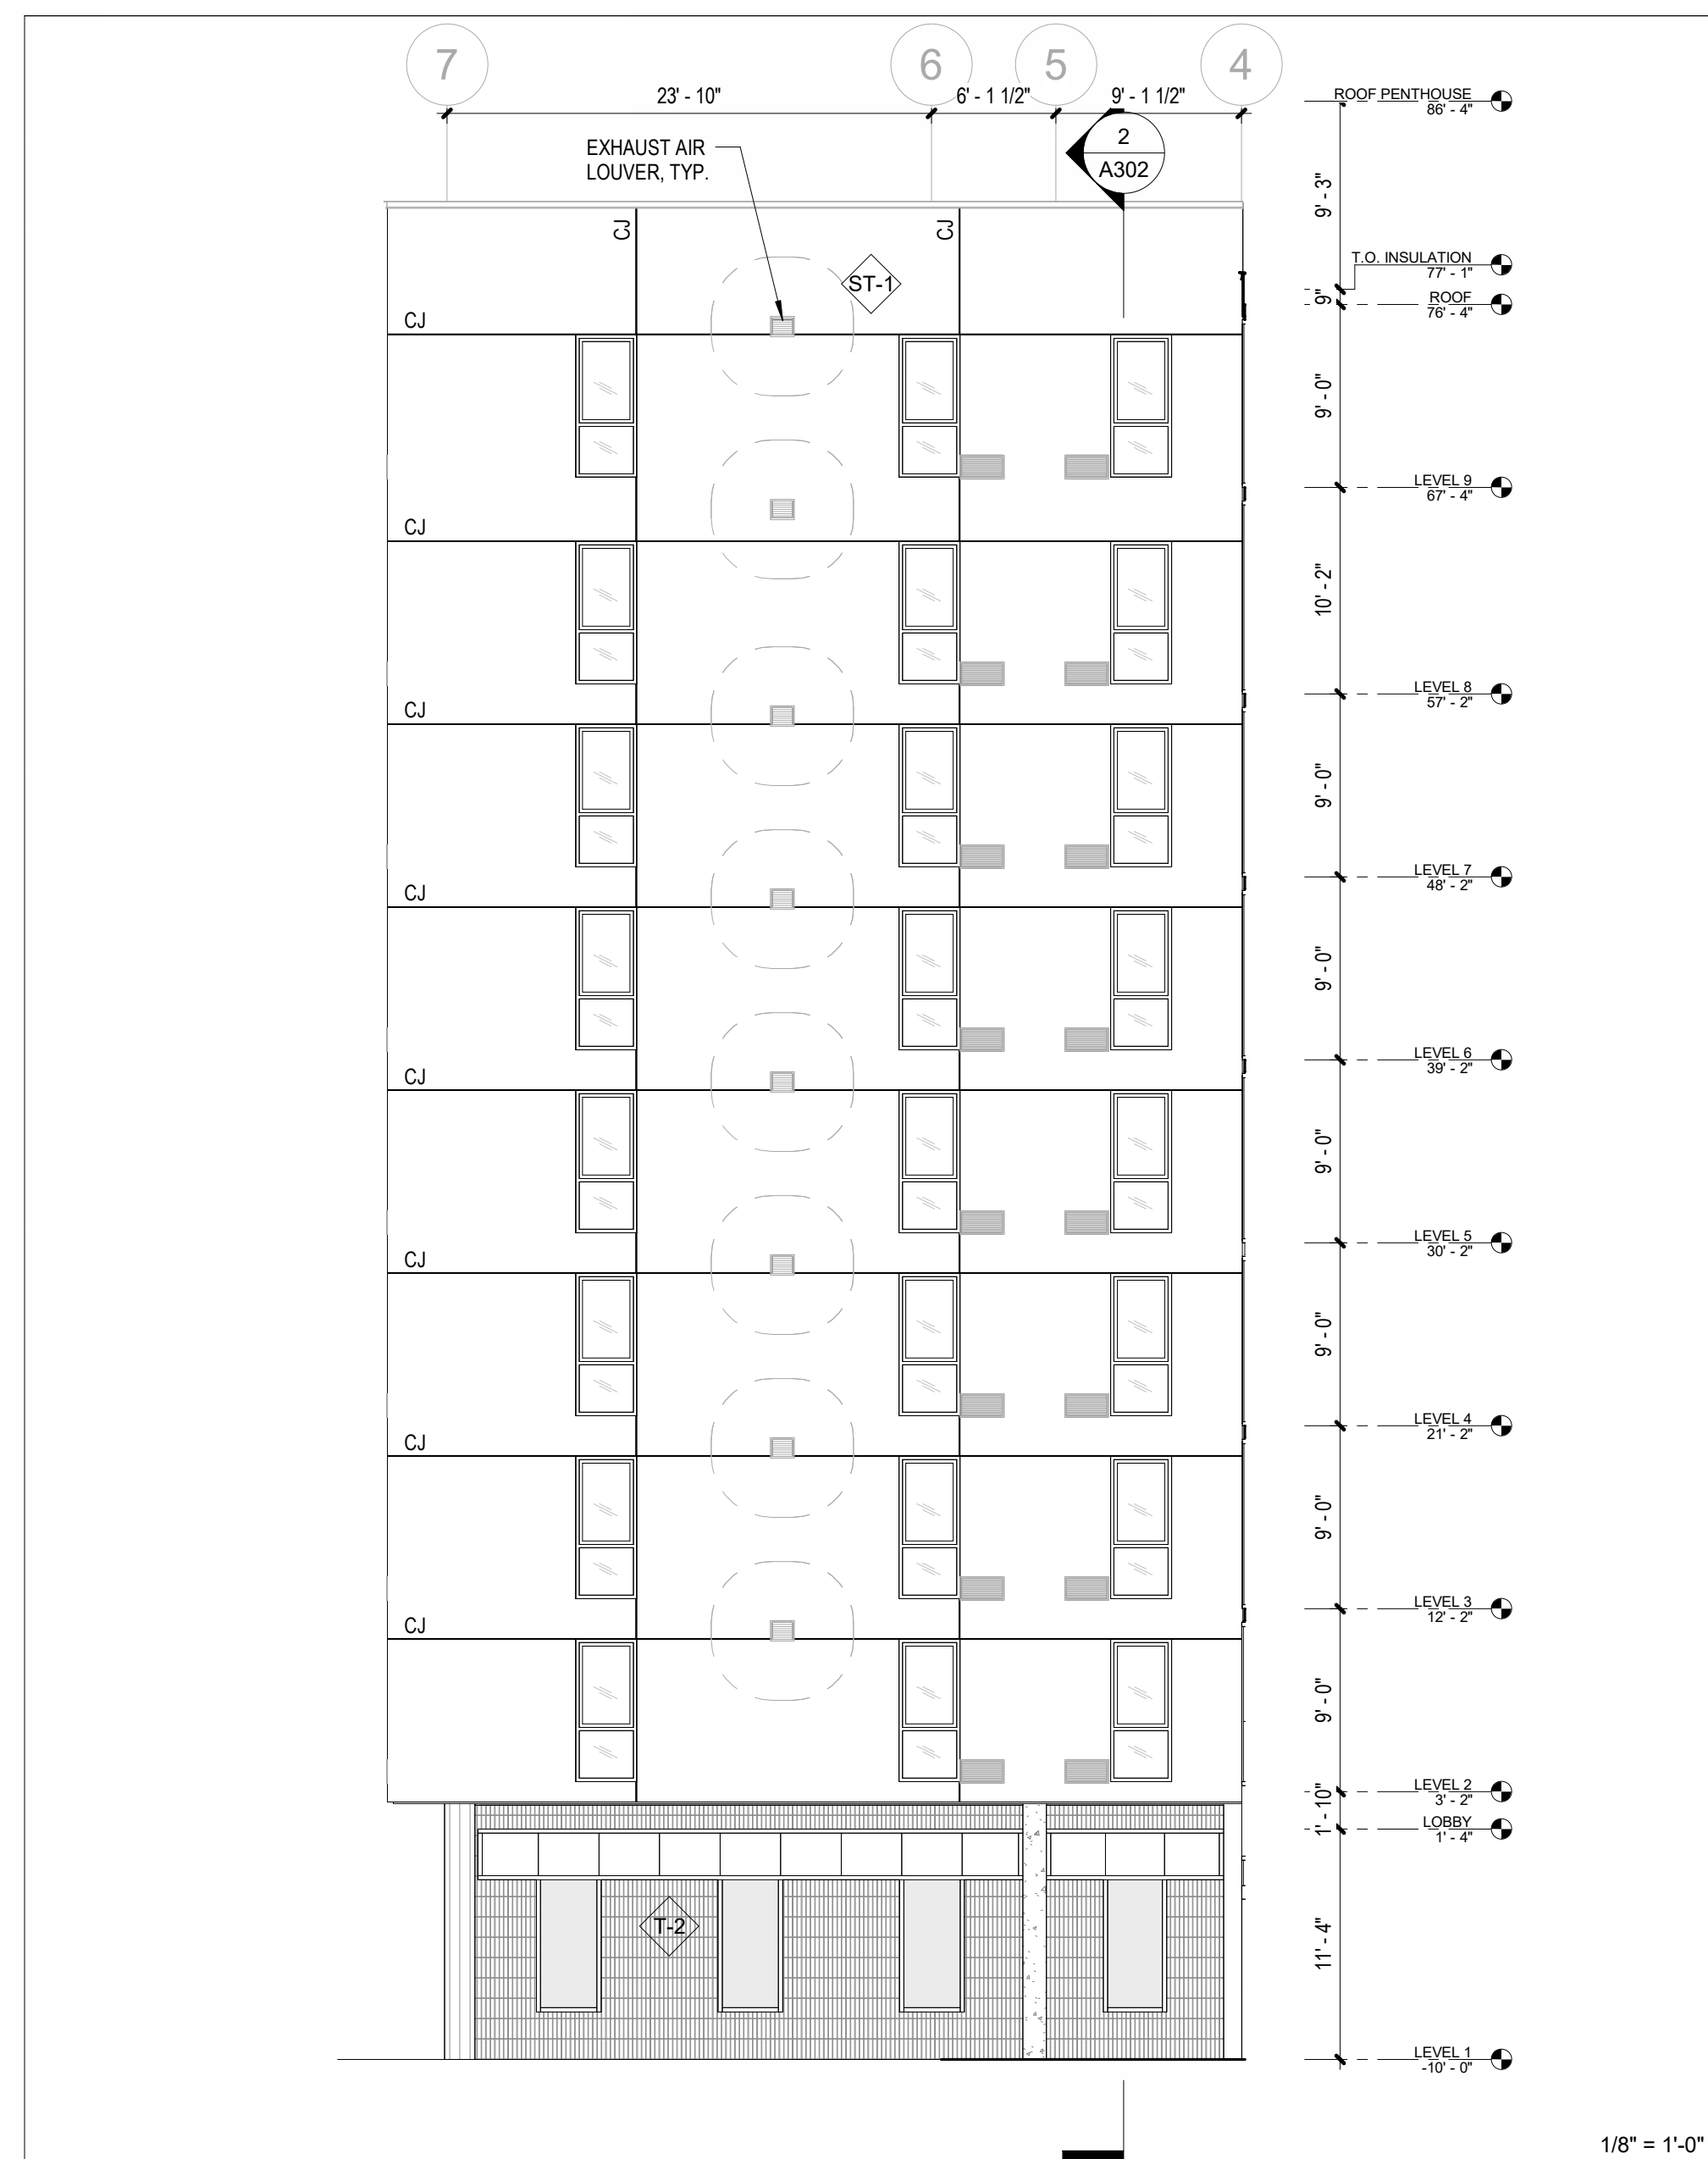 7
6
5
4
23' - 10"
6' - 1 1/2"
9' - 1 1/2"
ROOF PENTHOUSE
86' - 4"
EXHAUST AIR
LOUVER, TYP.
2
A302
9' - 3"
CJ
CJ
T.O. INSULATION
77' - 1"
ST-1
9"
ROOF
76' - 4"
CJ
9' - 0"
LEVEL 9
67' - 4"
CJ
10' - 2"
LEVEL 8
57' - 2"
CJ
9' - 0"
LEVEL 7
48' - 2"
CJ
9' - 0"
LEVEL 6
39' - 2"
CJ
9' - 0"
LEVEL 5
30' - 2"
CJ
9' - 0"
LEVEL 4
21' - 2"
CJ
9' - 0"
LEVEL 3
12' - 2"
CJ
9' - 0"
LEVEL 2
3' - 2"
1' - 10"
LOBBY
1' - 4"
T-2
11' - 4"
LEVEL 1
-10' - 0"
1/8" = 1'-0"